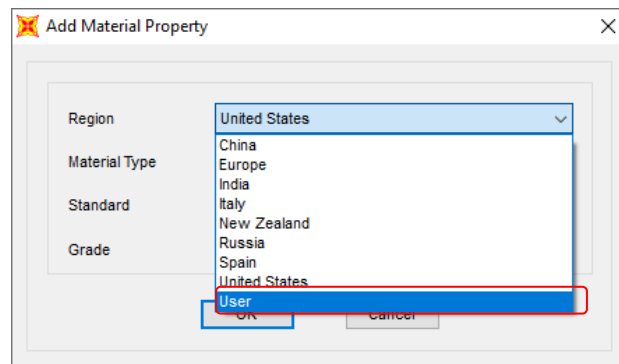 Add Material Property
Region
United States
China
Europe
India
Italy
New Zealand
Russia
Spain
United States
User
Material Type
Standard
Grade
OK
Cancel